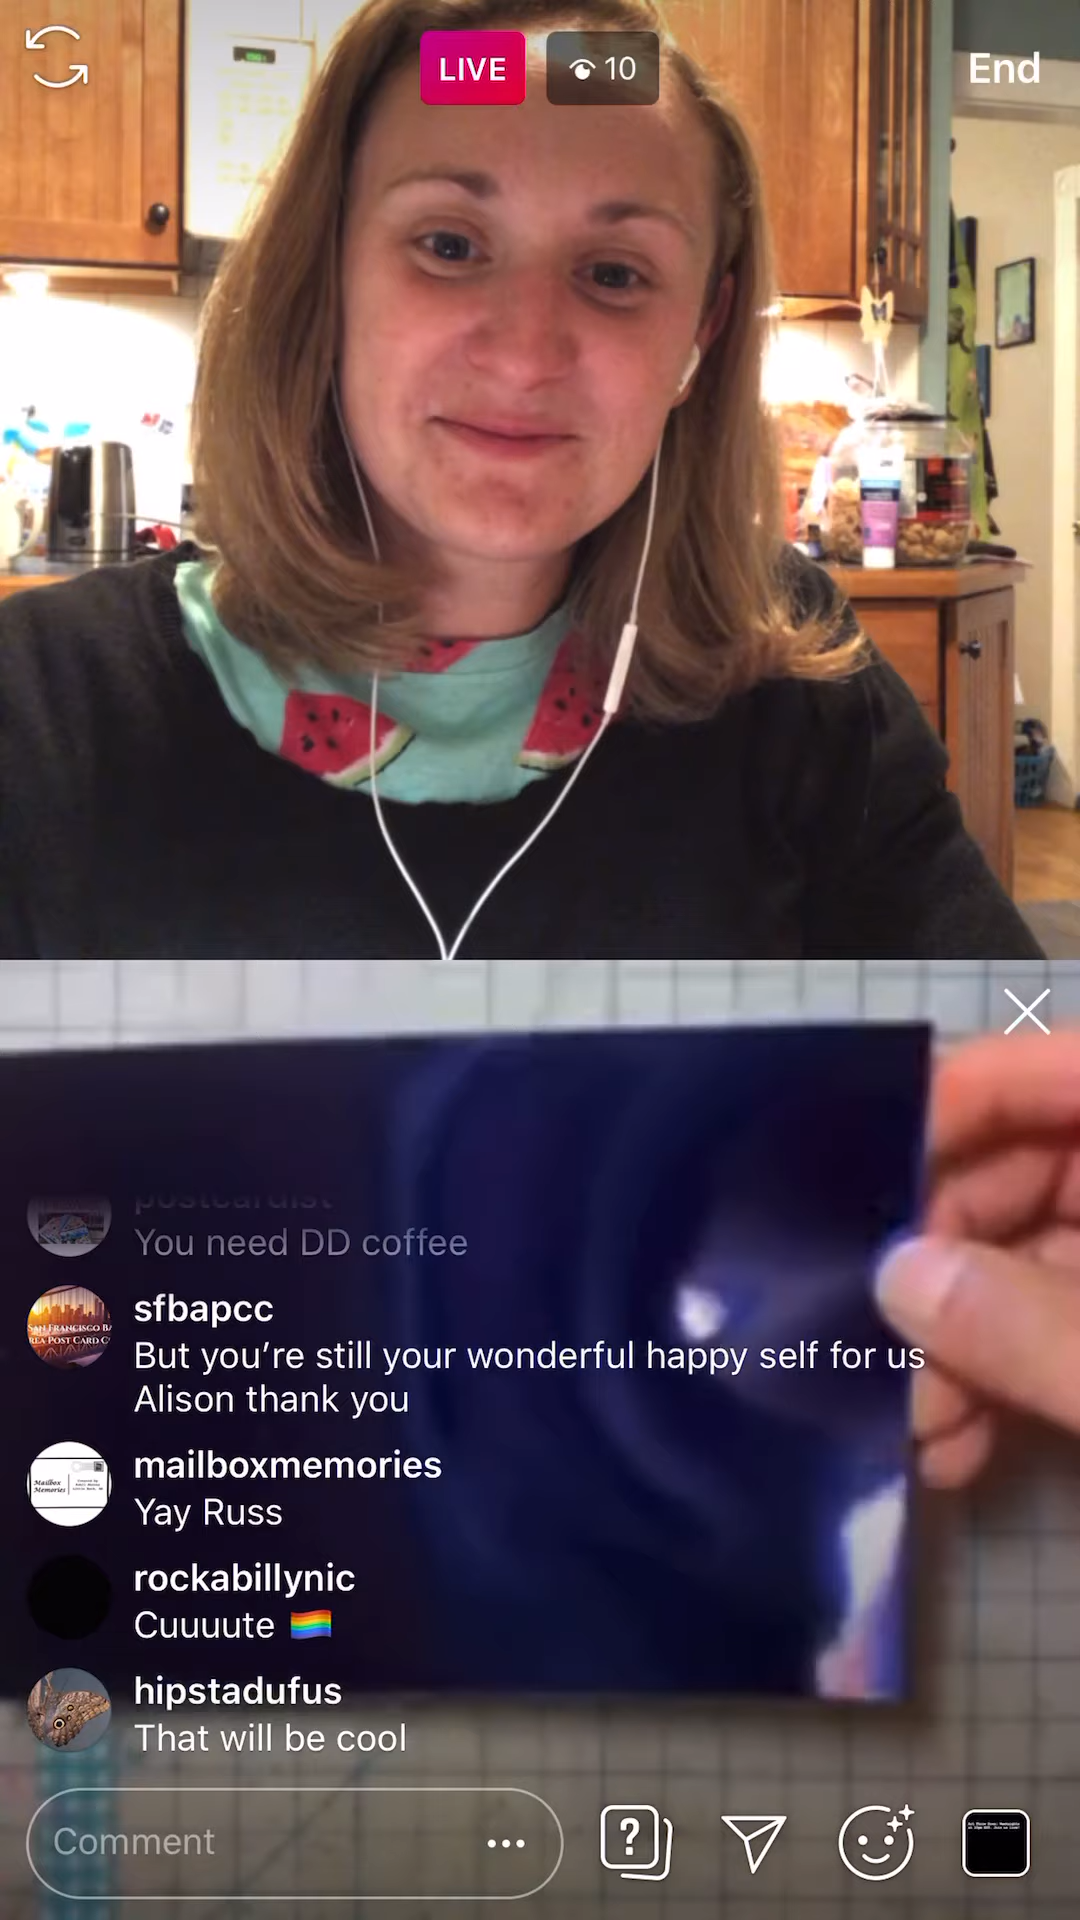 LIVE
10
End
postcardist
You need DD coffee
sfbapcc
But you're still your wonderful happy self for us
Alison thank you
mailboxmemories
Yay Russ
rockabillynic
Cuuuute 🏳️‍🌈
hipstadufus
That will be cool
Comment